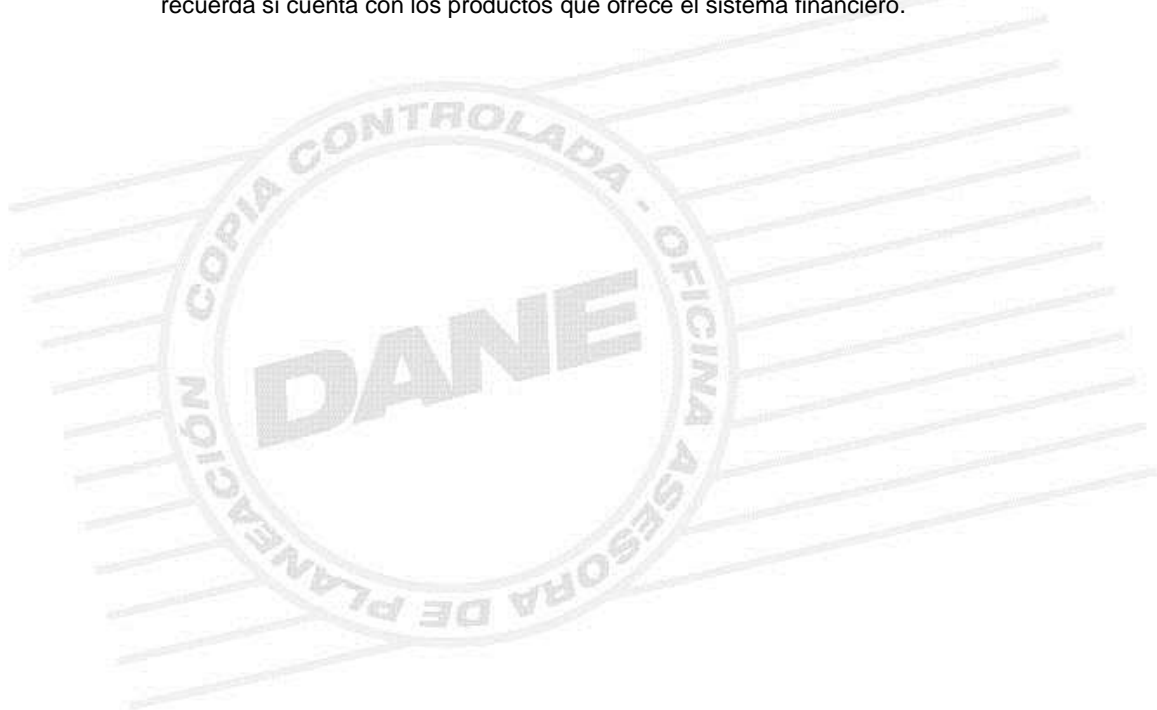 recuerda si cuenta con los productos que ofrece el sistema financiero.
COPIA CONTROLADA - OFICINA ASESORA DE PLANEACIÓN
DANE